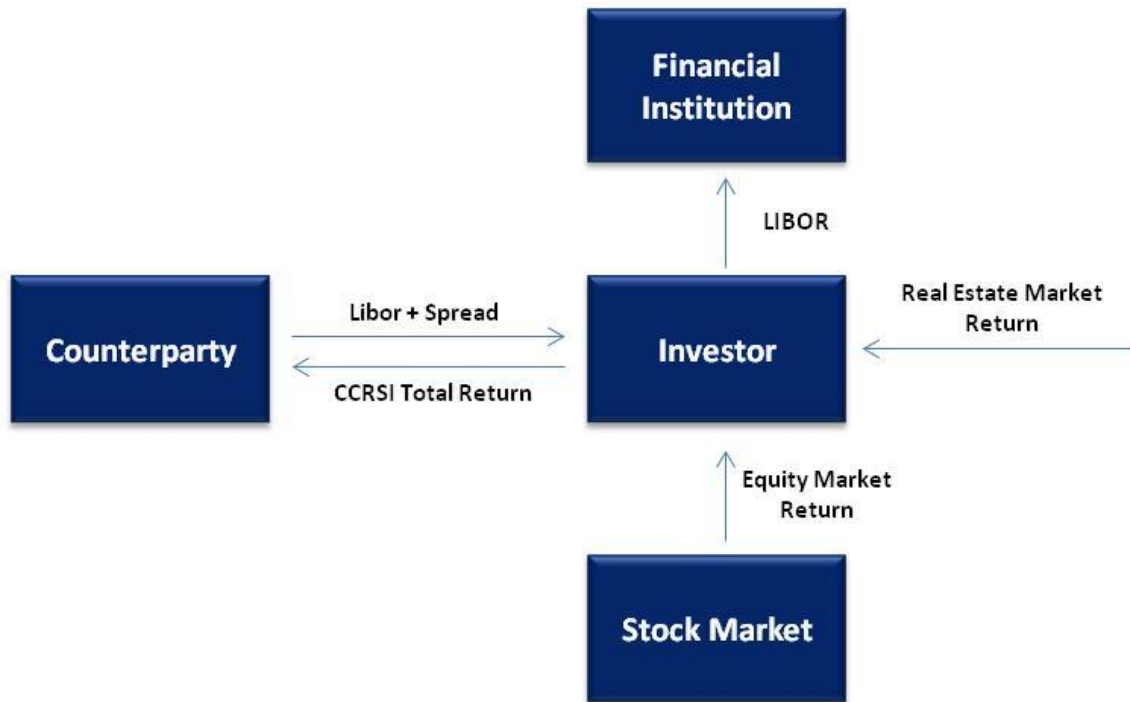 Financial
Institution
LIBOR
Real Estate Market
Return
Libor + Spread
Counterparty
Investor
CCRSI Total Return
Equity Market
Return
Stock Market